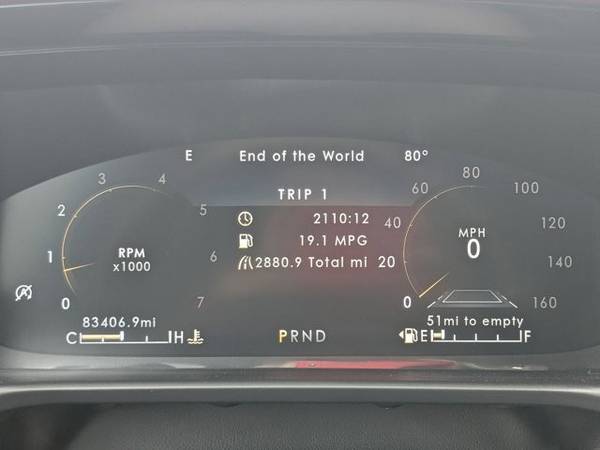 E End of the World 80°
TRIP 1
2110:12
19.1 MPG
2880.9 Total mi
0 1 2 3 4 5 6 7
RPM
x1000
0 20 40 60 80 100 120 140 160
MPH
0
83406.9mi
C H
PRND
51mi to empty
E F
A